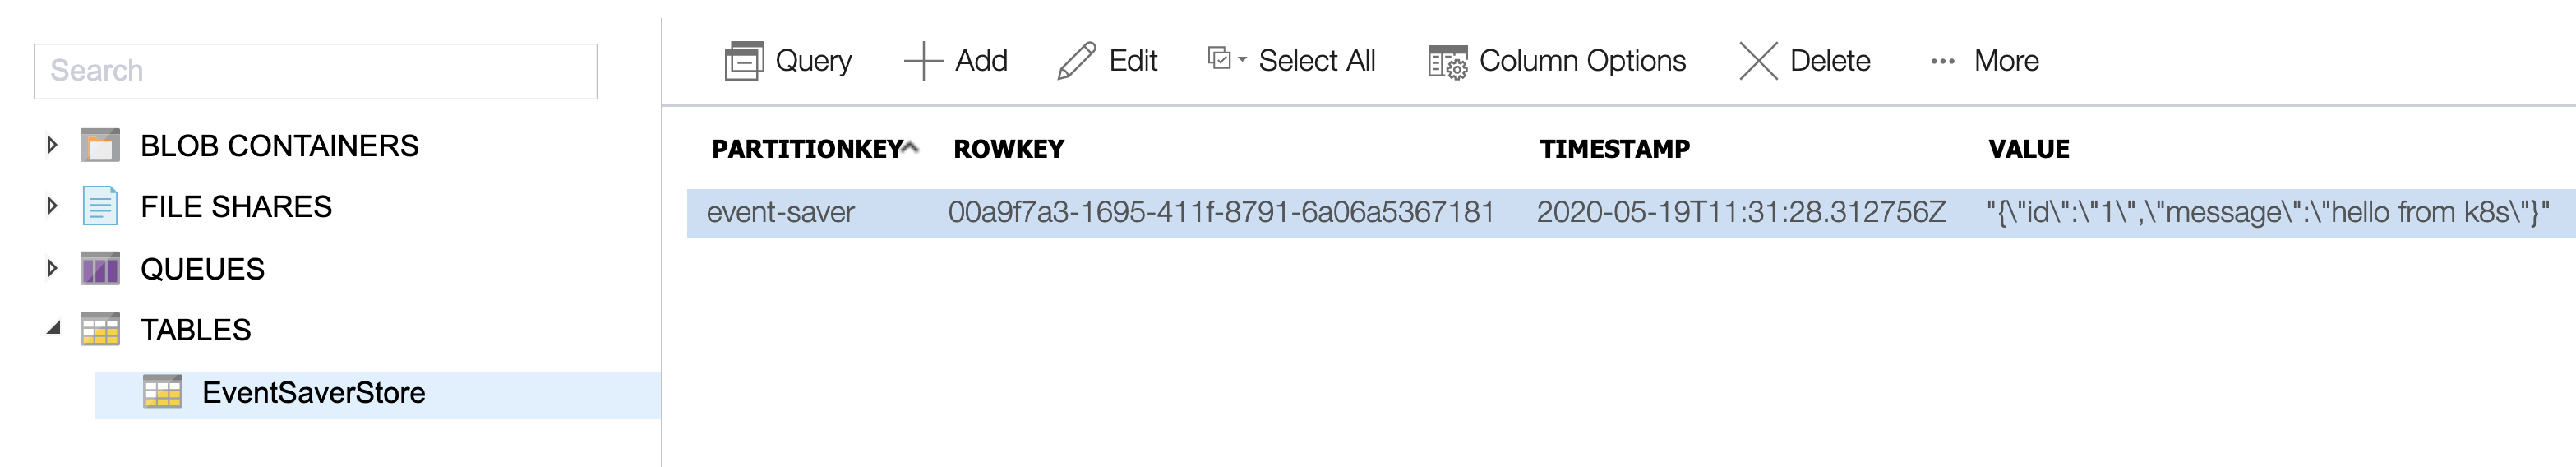 Search
BLOB CONTAINERS
FILE SHARES
QUEUES
TABLES
EventSaverStore
Query Add Edit Select All Column Options Delete ··· More
PARTITIONKEY ROWKEY TIMESTAMP VALUE
event-saver 00a9f7a3-1695-411f-8791-6a06a5367181 2020-05-19T11:31:28.312756Z "{\"id\":\"1\",\"message\":\"hello from k8s\"}"